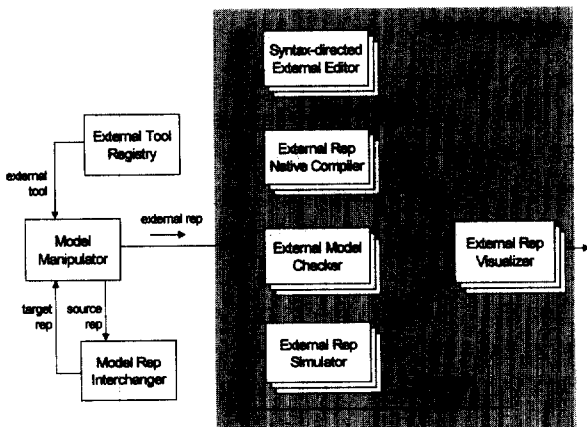 Syntax-directed
External Editor
External Tool
Registry
External Rep
Native Compiler
external
tool
external rep
Model
Manipulator
External Model
Checker
External Rep
Visualizer
target
rep
source
rep
Model Rep
Interchanger
External Rep
Simulator